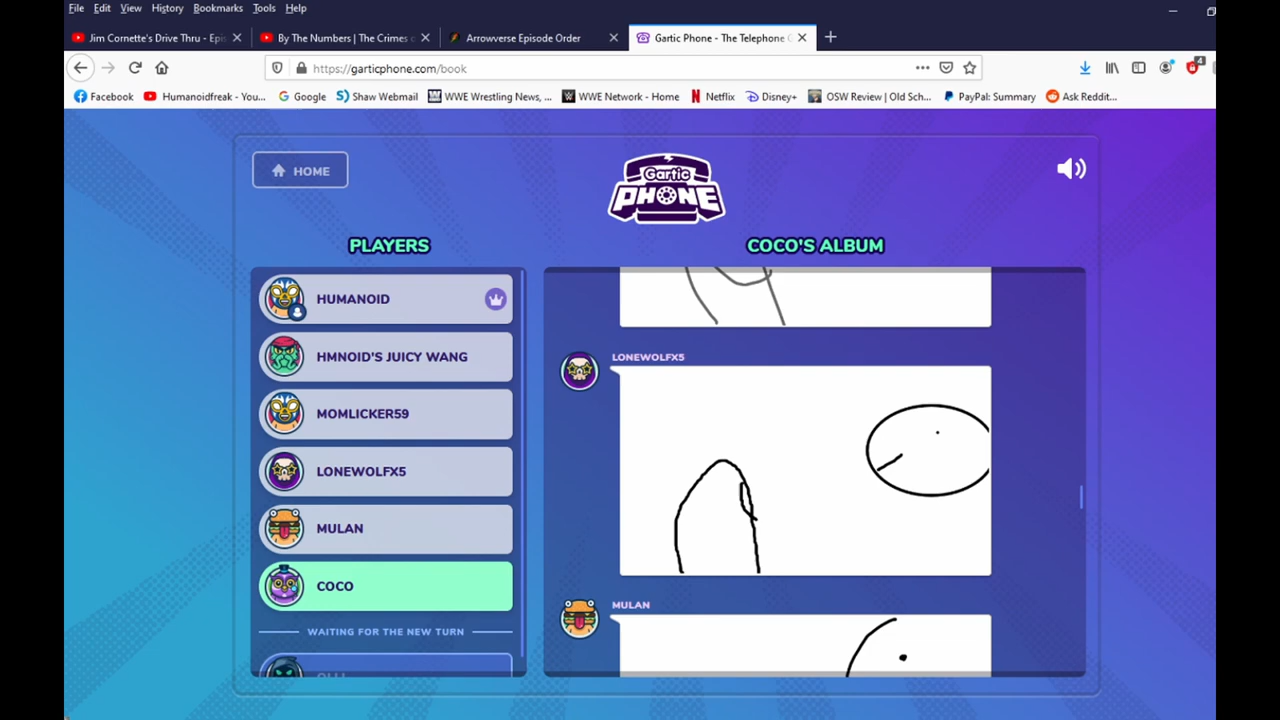 File Edit View History Bookmarks Tools Help
Jim Cornette's Drive Thru - Epi
By The Numbers | The Crimes o
Arrowverse Episode Order
Gartic Phone - The Telephone G
https://garticphone.com/book
Facebook
Humanoidfreak - You...
Google
Shaw Webmail
WWE Wrestling News, ...
WWE Network - Home
Netflix
Disney+
OSW Review | Old Sch...
PayPal: Summary
Ask Reddit...
4
HOME
Gartic
PHONE
PLAYERS
COCO'S ALBUM
HUMANOID
HMNOID'S JUICY WANG
MOMLICKER59
LONEWOLFX5
MULAN
COCO
WAITING FOR THE NEW TURN
LONEWOLFX5
MULAN